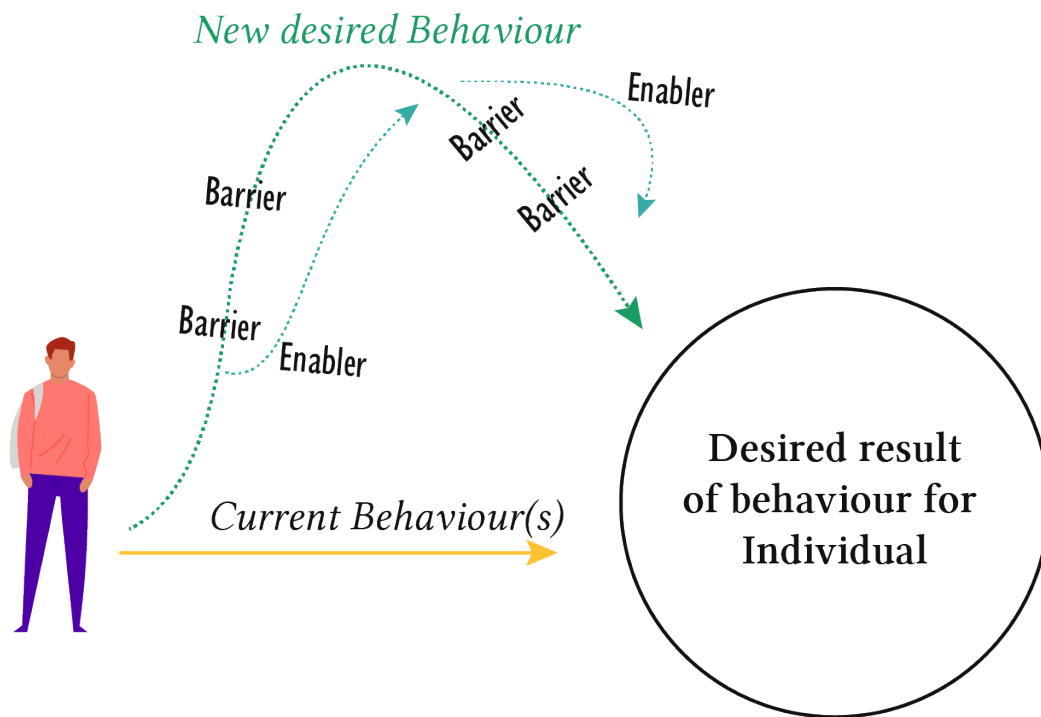 New desired Behaviour
Enabler
Barrier
Barrier
Barrier
Barrier
Enabler
Current Behaviour(s)
Desired result
of behaviour for
Individual